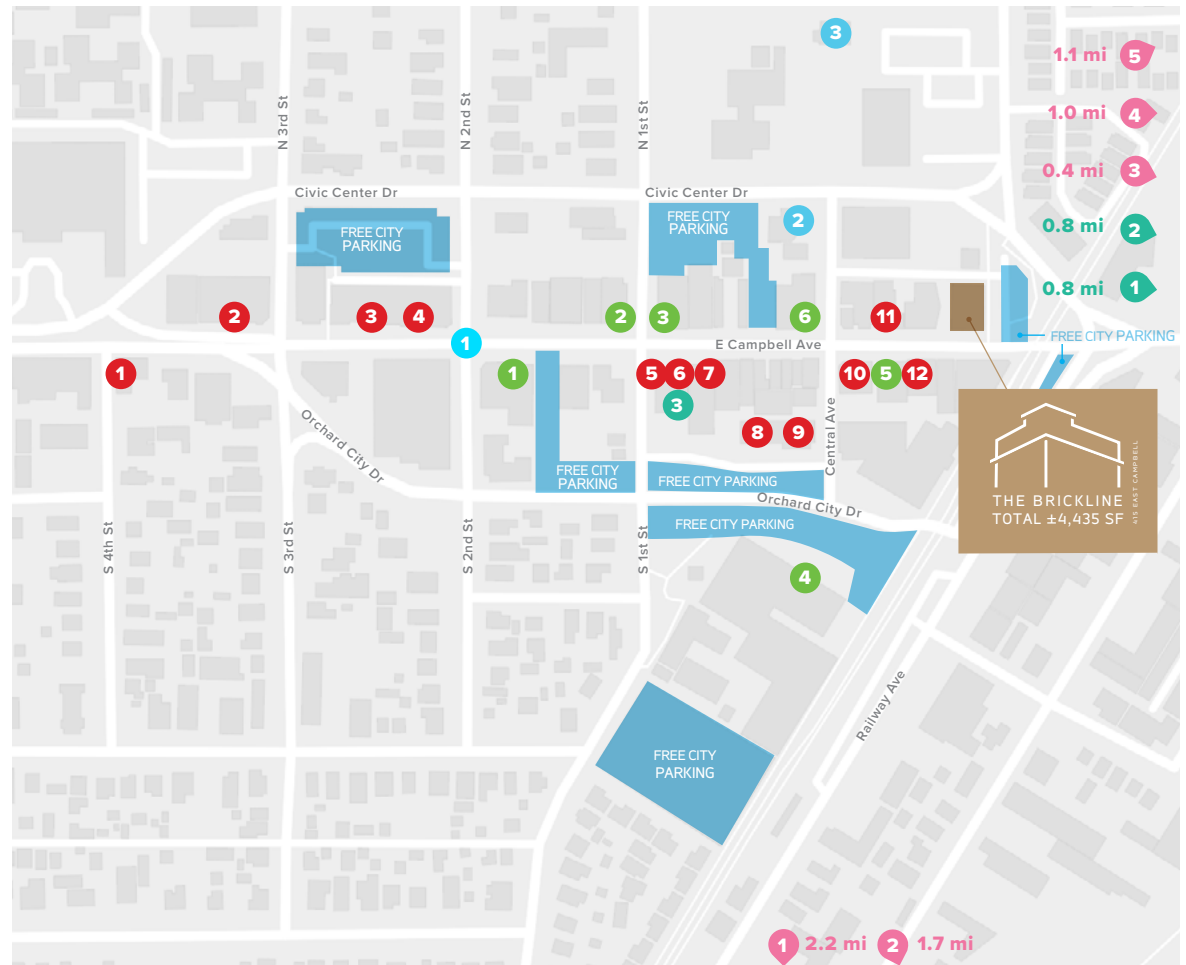 3
1.1 mi 5
1.0 mi 4
0.4 mi 3
0.8 mi 2
0.8 mi 1
N 3rd St
N 2nd St
N 1st St
Civic Center Dr
Civic Center Dr
FREE CITY
PARKING
FREE CITY
PARKING
2
2
3
4
2
3
6
11
1
E Campbell Ave
FREE CITY PARKING
1
1
5
6
7
10
5
12
3
8
9
Central Ave
Orchard City Dr
FREE CITY
PARKING
FREE CITY PARKING
Orchard City Dr
FREE CITY PARKING
THE BRICKLINE
TOTAL ±4,435 SF
415 EAST CAMPBELL
S 4th St
S 3rd St
S 2nd St
S 1st St
4
Railway Ave
FREE CITY
PARKING
1 2.2 mi
2 1.7 mi